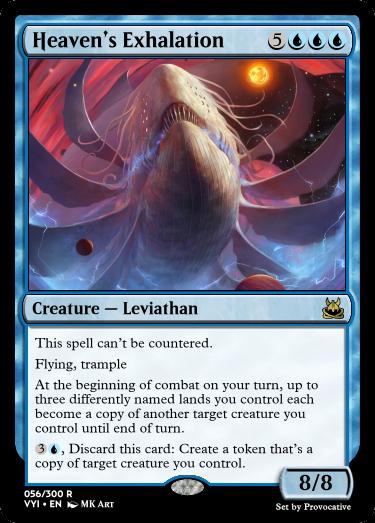 Heaven's Exhalation 5
Creature — Leviathan
This spell can't be countered.
Flying, trample
At the beginning of combat on your turn, up to
three differently named lands you control each
become a copy of another target creature you
control until end of turn.
3, Discard this card: Create a token that's a
copy of target creature you control.
8/8
056/300 R
VYI • EN MK Art
Set by Provocative